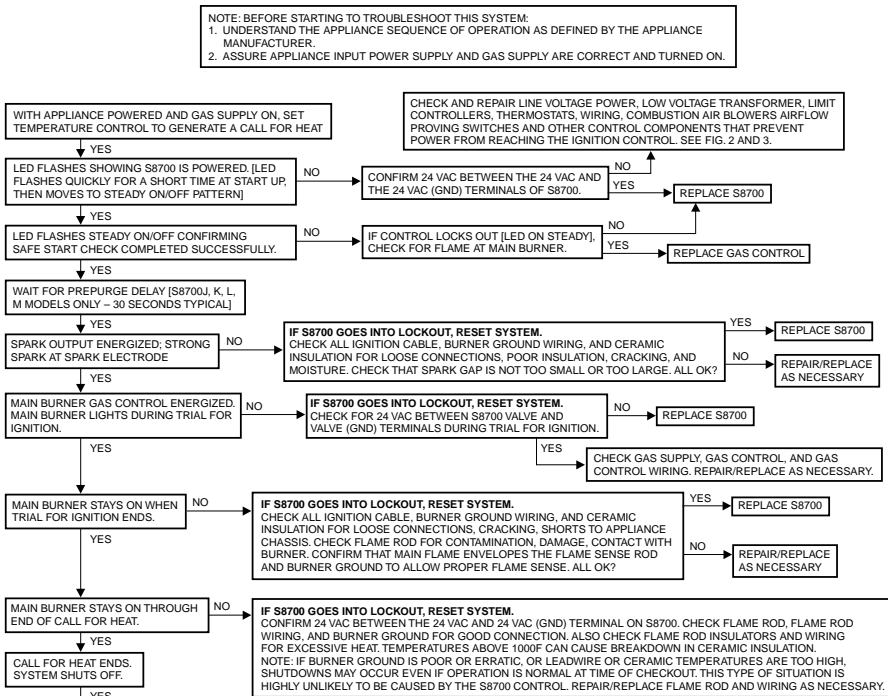 NOTE: BEFORE STARTING TO TROUBLESHOOT THIS SYSTEM:
1. UNDERSTAND THE APPLIANCE SEQUENCE OF OPERATION AS DEFINED BY THE APPLIANCE
MANUFACTURER.
2. ASSURE APPLIANCE INPUT POWER SUPPLY AND GAS SUPPLY ARE CORRECT AND TURNED ON.
WITH APPLIANCE POWERED AND GAS SUPPLY ON, SET
TEMPERATURE CONTROL TO GENERATE A CALL FOR HEAT
CHECK AND REPAIR LINE VOLTAGE POWER, LOW VOLTAGE TRANSFORMER, LIMIT
CONTROLLERS, THERMOSTATS, WIRING, COMBUSTION AIR BLOWERS AIRFLOW
PROVING SWITCHES AND OTHER CONTROL COMPONENTS THAT PREVENT
POWER FROM REACHING THE IGNITION CONTROL. SEE FIG. 2 AND 3.
YES
LED FLASHES SHOWING S8700 IS POWERED. [LED
FLASHES QUICKLY FOR A SHORT TIME AT START UP,
THEN MOVES TO STEADY ON/OFF PATTERN]
NO
CONFIRM 24 VAC BETWEEN THE 24 VAC AND
THE 24 VAC (GND) TERMINALS OF S8700.
NO
YES
REPLACE S8700
YES
LED FLASHES STEADY ON/OFF CONFIRMING
SAFE START CHECK COMPLETED SUCCESSFULLY.
NO
IF CONTROL LOCKS OUT [LED ON STEADY],
CHECK FOR FLAME AT MAIN BURNER.
NO
YES
REPLACE GAS CONTROL
YES
WAIT FOR PREPURGE DELAY [S8700J, K, L,
M MODELS ONLY – 30 SECONDS TYPICAL]
YES
SPARK OUTPUT ENERGIZED; STRONG
SPARK AT SPARK ELECTRODE
NO
IF S8700 GOES INTO LOCKOUT, RESET SYSTEM.
CHECK ALL IGNITION CABLE, BURNER GROUND WIRING, AND CERAMIC
INSULATION FOR LOOSE CONNECTIONS, POOR INSULATION, CRACKING, AND
MOISTURE. CHECK THAT SPARK GAP IS NOT TOO SMALL OR TOO LARGE. ALL OK?
YES
REPLACE S8700
NO
REPAIR/REPLACE
AS NECESSARY
YES
MAIN BURNER GAS CONTROL ENERGIZED.
MAIN BURNER LIGHTS DURING TRIAL FOR
IGNITION.
NO
IF S8700 GOES INTO LOCKOUT, RESET SYSTEM.
CHECK FOR 24 VAC BETWEEN S8700 VALVE AND
VALVE (GND) TERMINALS DURING TRIAL FOR IGNITION.
NO
REPLACE S8700
YES
CHECK GAS SUPPLY, GAS CONTROL, AND GAS
CONTROL WIRING. REPAIR/REPLACE AS NECESSARY.
YES
MAIN BURNER STAYS ON WHEN
TRIAL FOR IGNITION ENDS.
NO
IF S8700 GOES INTO LOCKOUT, RESET SYSTEM.
CHECK ALL IGNITION CABLE, BURNER GROUND WIRING, AND CERAMIC
INSULATION FOR LOOSE CONNECTIONS, CRACKING, SHORTS TO APPLIANCE
CHASSIS. CHECK FLAME ROD FOR CONTAMINATION, DAMAGE, CONTACT WITH
BURNER. CONFIRM THAT MAIN FLAME ENVELOPES THE FLAME SENSE ROD
AND BURNER GROUND TO ALLOW PROPER FLAME SENSE. ALL OK?
YES
REPLACE S8700
NO
REPAIR/REPLACE
AS NECESSARY
YES
MAIN BURNER STAYS ON THROUGH
END OF CALL FOR HEAT.
NO
IF S8700 GOES INTO LOCKOUT, RESET SYSTEM.
CONFIRM 24 VAC BETWEEN THE 24 VAC AND 24 VAC (GND) TERMINAL ON S8700. CHECK FLAME ROD, FLAME ROD
WIRING, AND BURNER GROUND FOR GOOD CONNECTION. ALSO CHECK FLAME ROD INSULATORS AND WIRING
FOR EXCESSIVE HEAT. TEMPERATURES ABOVE 1000F CAN CAUSE BREAKDOWN IN CERAMIC INSULATION.
NOTE: IF BURNER GROUND IS POOR OR ERRATIC, OR LEADWIRE OR CERAMIC TEMPERATURES ARE TOO HIGH,
SHUTDOWNS MAY OCCUR EVEN IF OPERATION IS NORMAL AT TIME OF CHECKOUT. THIS TYPE OF SITUATION IS
HIGHLY UNLIKELY TO BE CAUSED BY THE S8700 CONTROL. REPAIR/REPLACE FLAME ROD AND WIRING AS NECESSARY.
YES
CALL FOR HEAT ENDS.
SYSTEM SHUTS OFF.
YES